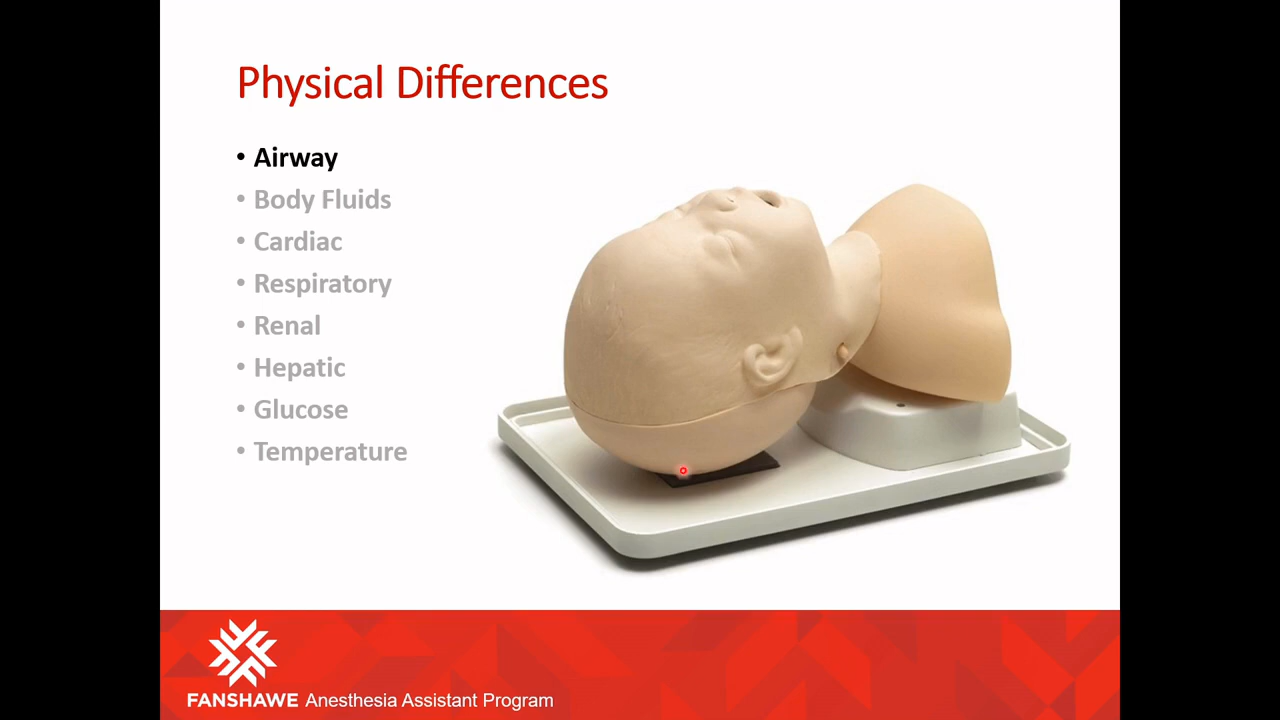 Physical Differences
• Airway
• Body Fluids
• Cardiac
• Respiratory
• Renal
• Hepatic
• Glucose
• Temperature
FANSHAWE Anesthesia Assistant Program